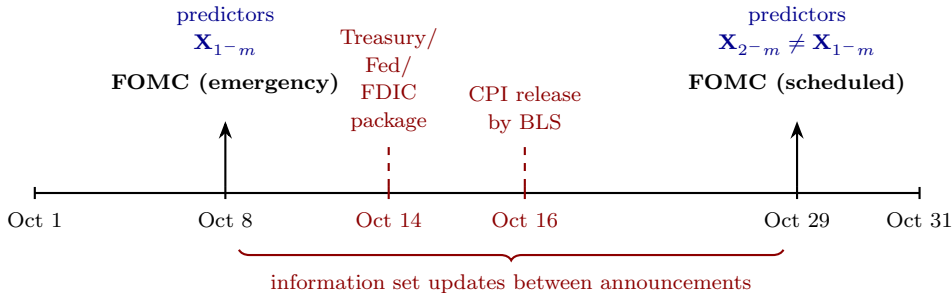 predictors
X₁⁻ₘ
FOMC (emergency)
Treasury/
Fed/
FDIC
package
CPI release
by BLS
predictors
X₂⁻ₘ ≠ X₁⁻ₘ
FOMC (scheduled)
Oct 1
Oct 8
Oct 14
Oct 16
Oct 29
Oct 31
information set updates between announcements